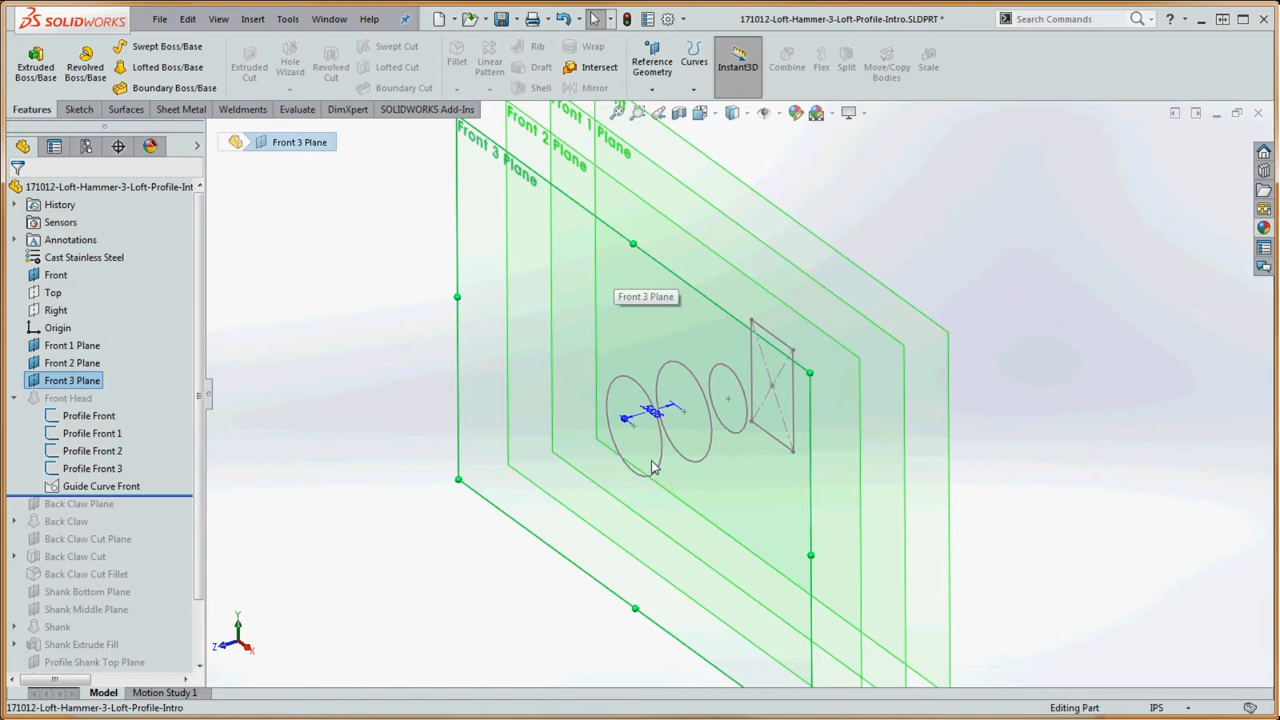 SOLIDWORKS
File
Edit
View
Insert
Tools
Window
Help
171012-Loft-Hammer-3-Loft-Profile-Intro.SLDPRT *
Search Commands
Extruded Boss/Base
Revolved Boss/Base
Swept Boss/Base
Lofted Boss/Base
Boundary Boss/Base
Extruded Cut
Hole Wizard
Revolved Cut
Swept Cut
Lofted Cut
Boundary Cut
Fillet
Linear Pattern
Rib
Draft
Shell
Wrap
Intersect
Mirror
Reference Geometry
Curves
Instant3D
Combine
Flex
Split
Move/Copy Bodies
Scale
Features
Sketch
Surfaces
Sheet Metal
Weldments
Evaluate
DimXpert
SOLIDWORKS Add-Ins
Front 3 Plane
171012-Loft-Hammer-3-Loft-Profile-Int
History
Sensors
Annotations
Cast Stainless Steel
Front
Top
Right
Origin
Front 1 Plane
Front 2 Plane
Front 3 Plane
Front Head
Profile Front
Profile Front 1
Profile Front 2
Profile Front 3
Guide Curve Front
Back Claw Plane
Back Claw
Back Claw Cut Plane
Back Claw Cut
Back Claw Cut Fillet
Shank Bottom Plane
Shank Middle Plane
Shank
Shank Extrude Fill
Profile Shank Top Plane
Front 3 Plane
Front 2 Plane
Front 1 Plane
Front 3 Plane
Y
Z
X
Model
Motion Study 1
171012-Loft-Hammer-3-Loft-Profile-Intro
Editing Part
IPS